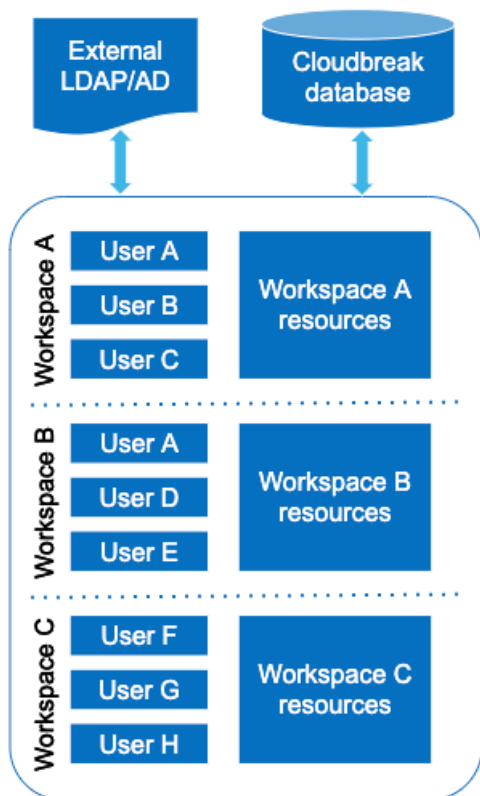 External
LDAP/AD
Cloudbreak
database
Workspace A
User A
User B
User C
Workspace A
resources
Workspace B
User A
User D
User E
Workspace B
resources
Workspace C
User F
User G
User H
Workspace C
resources